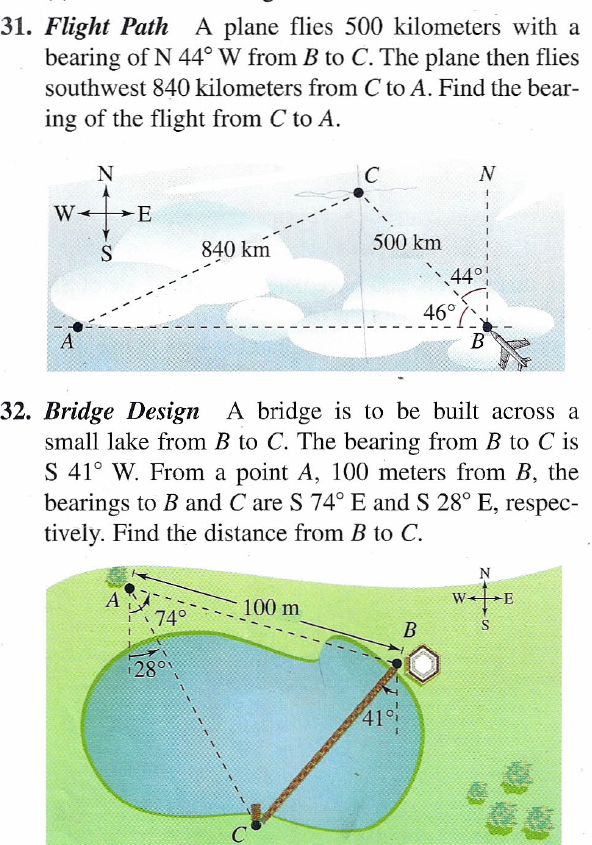 31. Flight Path A plane flies 500 kilometers with a
bearing of N 44° W from B to C. The plane then flies
southwest 840 kilometers from C to A. Find the bear-
ing of the flight from C to A.
N
W E
S
C
N
840 km
500 km
44°
46°
A
B
32. Bridge Design A bridge is to be built across a
small lake from B to C. The bearing from B to C is
S 41° W. From a point A, 100 meters from B, the
bearings to B and C are S 74° E and S 28° E, respec-
tively. Find the distance from B to C.
N
W E
S
A
74°
100 m
B
28°
41°
C